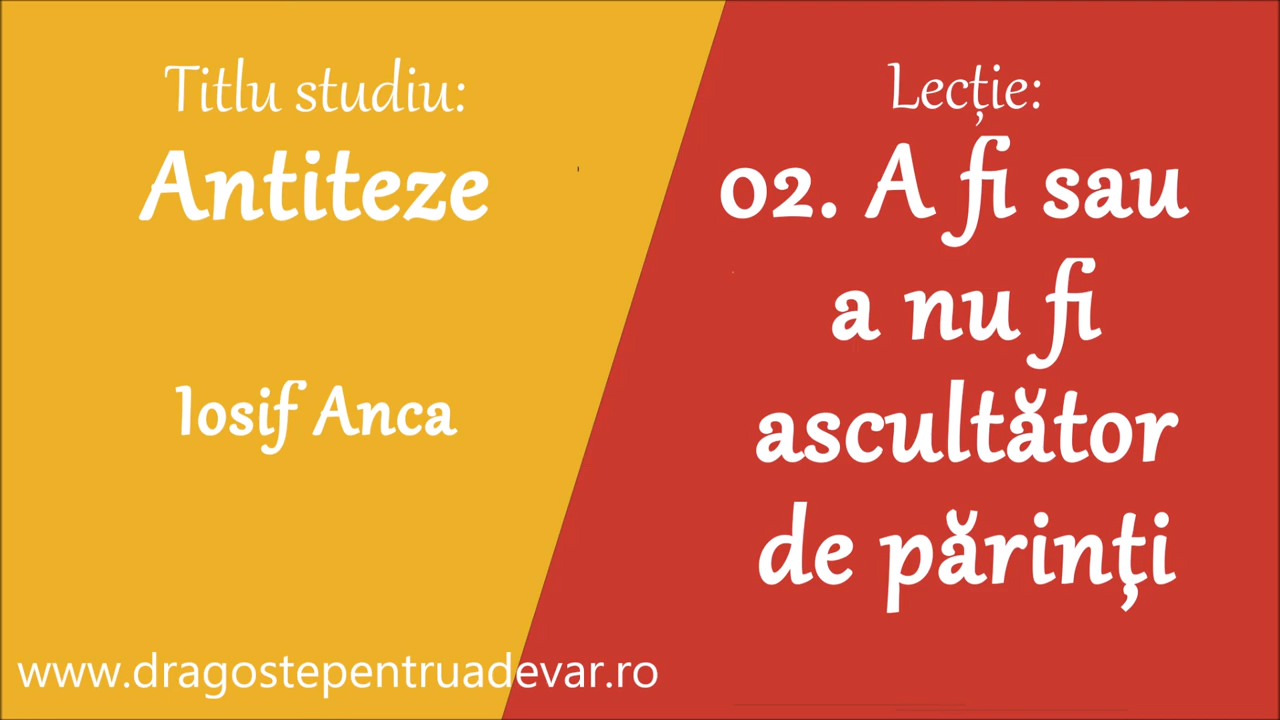 Titlu studiu:
Antiteze
Iosif Anca
www.dragostepentruadevar.ro
Lecție:
02. A fi sau
a nu fi
ascultător
de părinți